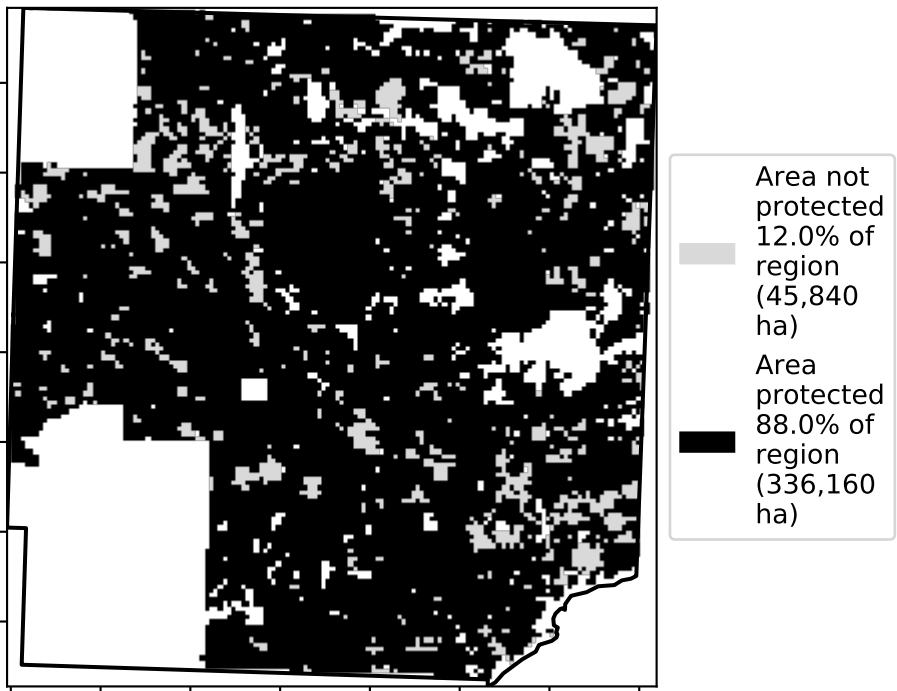 Area not
protected
12.0% of
region
(45,840
ha)
Area
protected
88.0% of
region
(336,160
ha)